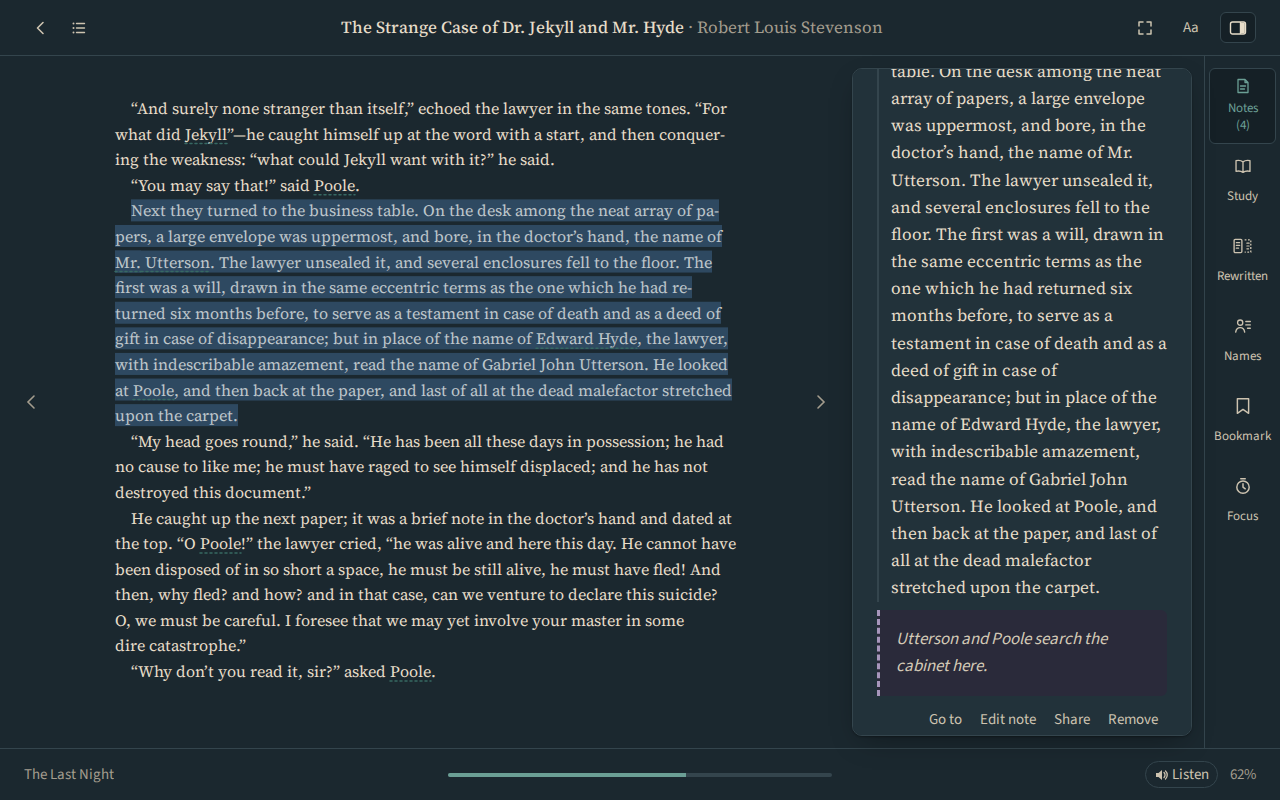 The Strange Case of Dr. Jekyll and Mr. Hyde · Robert Louis Stevenson
Aa
“And surely none stranger than itself,” echoed the lawyer in the same tones. “For
what did Jekyll”—he caught himself up at the word with a start, and then conquer-
ing the weakness: “what could Jekyll want with it?” he said.
“You may say that!” said Poole.
Next they turned to the business table. On the desk among the neat array of pa-
pers, a large envelope was uppermost, and bore, in the doctor’s hand, the name of
Mr. Utterson. The lawyer unsealed it, and several enclosures fell to the floor. The
first was a will, drawn in the same eccentric terms as the one which he had re-
turned six months before, to serve as a testament in case of death and as a deed of
gift in case of disappearance; but in place of the name of Edward Hyde, the lawyer,
with indescribable amazement, read the name of Gabriel John Utterson. He looked
at Poole, and then back at the paper, and last of all at the dead malefactor stretched
upon the carpet.
“My head goes round,” he said. “He has been all these days in possession; he had
no cause to like me; he must have raged to see himself displaced; and he has not
destroyed this document.”
He caught up the next paper; it was a brief note in the doctor’s hand and dated at
the top. “O Poole!” the lawyer cried, “he was alive and here this day. He cannot have
been disposed of in so short a space, he must be still alive, he must have fled! And
then, why fled? and how? and in that case, can we venture to declare this suicide?
O, we must be careful. I foresee that we may yet involve your master in some
dire catastrophe.”
“Why don’t you read it, sir?” asked Poole.
table. On the desk among the neat
array of papers, a large envelope
was uppermost, and bore, in the
doctor’s hand, the name of Mr.
Utterson. The lawyer unsealed it,
and several enclosures fell to the
floor. The first was a will, drawn in
the same eccentric terms as the
one which he had returned six
months before, to serve as a
testament in case of death and as a
deed of gift in case of
disappearance; but in place of the
name of Edward Hyde, the lawyer,
with indescribable amazement,
read the name of Gabriel John
Utterson. He looked at Poole, and
then back at the paper, and last of
all at the dead malefactor
stretched upon the carpet.
Utterson and Poole search the
cabinet here.
Go to Edit note Share Remove
Notes
(4)
Study
Rewritten
Names
Bookmark
Focus
The Last Night
Listen
62%